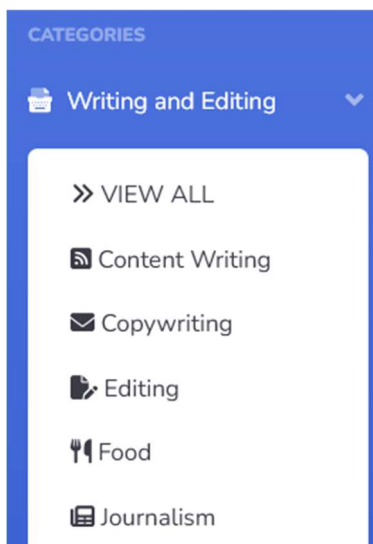 CATEGORIES
Writing and Editing
VIEW ALL
Content Writing
Copywriting
Editing
Food
Journalism